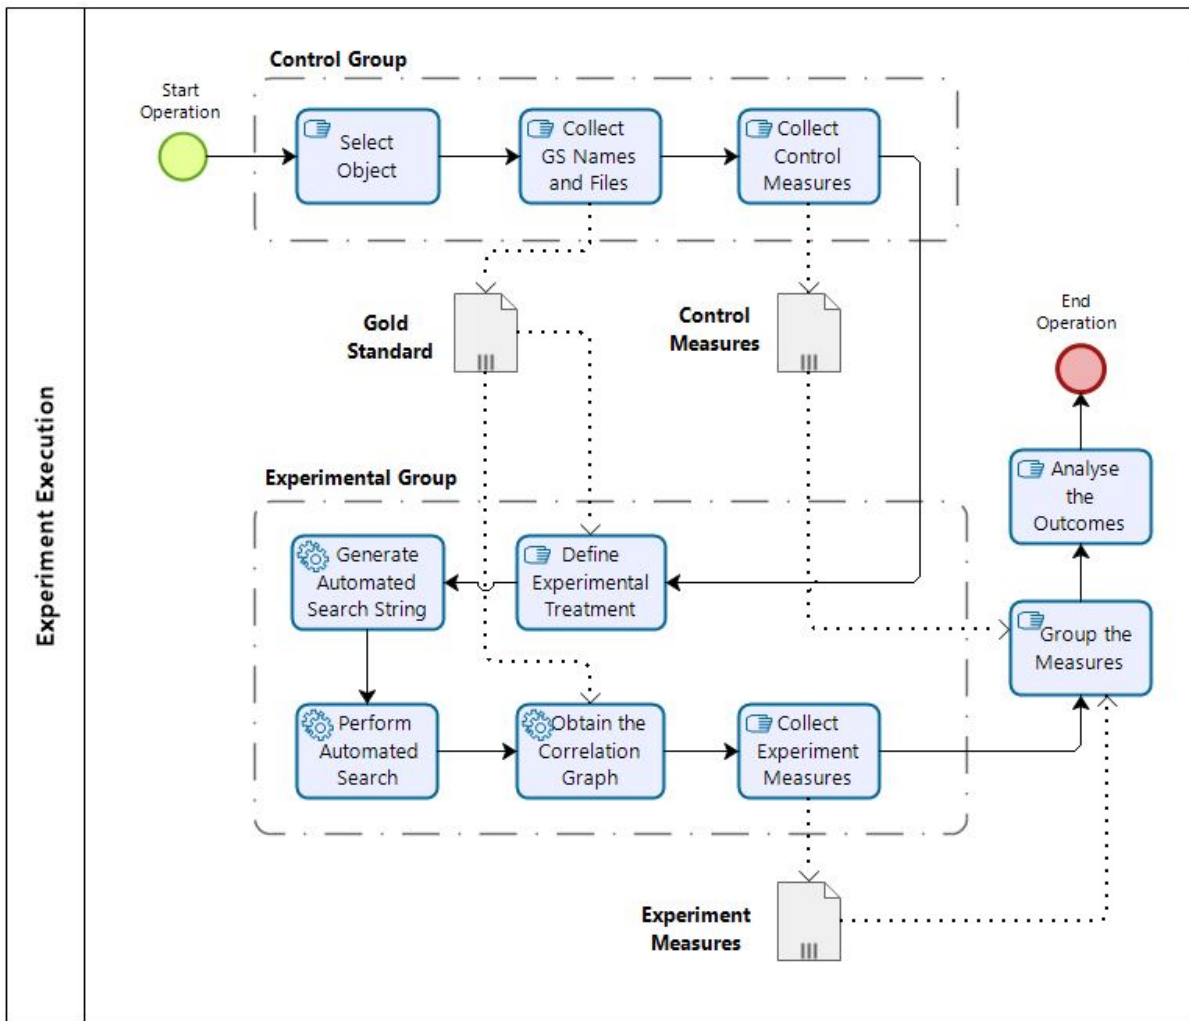 Experiment Execution
Control Group
Start
Operation
Select
Object
Collect
GS Names
and Files
Collect
Control
Measures
Gold
Standard
Control
Measures
End
Operation
Experimental Group
Generate
Automated
Search String
Define
Experimental
Treatment
Analyse
the
Outcomes
Group the
Measures
Perform
Automated
Search
Obtain the
Correlation
Graph
Collect
Experiment
Measures
Experiment
Measures